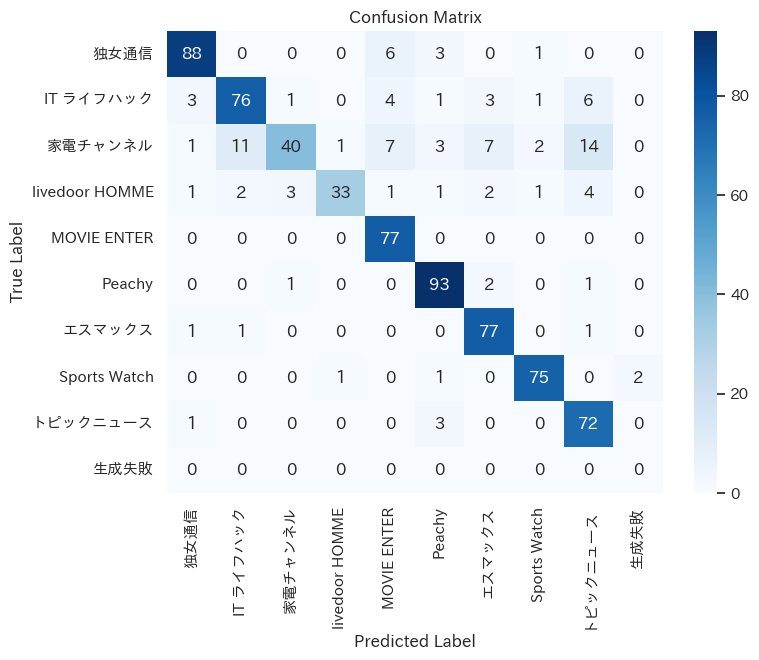 Confusion Matrix
独女通信 88 0 0 0 6 3 0 1 0 0
IT ライフハック 3 76 1 0 4 1 3 1 6 0
家電チャンネル 1 11 40 1 7 3 7 2 14 0
livedoor HOMME 1 2 3 33 1 1 2 1 4 0
MOVIE ENTER 0 0 0 0 77 0 0 0 0 0
Peachy 0 0 1 0 0 93 2 0 1 0
エスマックス 1 1 0 0 0 0 77 0 1 0
Sports Watch 0 0 0 1 0 1 0 75 0 2
トピックニュース 1 0 0 0 0 3 0 0 72 0
生成失敗 0 0 0 0 0 0 0 0 0 0
True Label
独女通信
IT ライフハック
家電チャンネル
livedoor HOMME
MOVIE ENTER
Peachy
エスマックス
Sports Watch
トピックニュース
生成失敗
Predicted Label
80
60
40
20
0